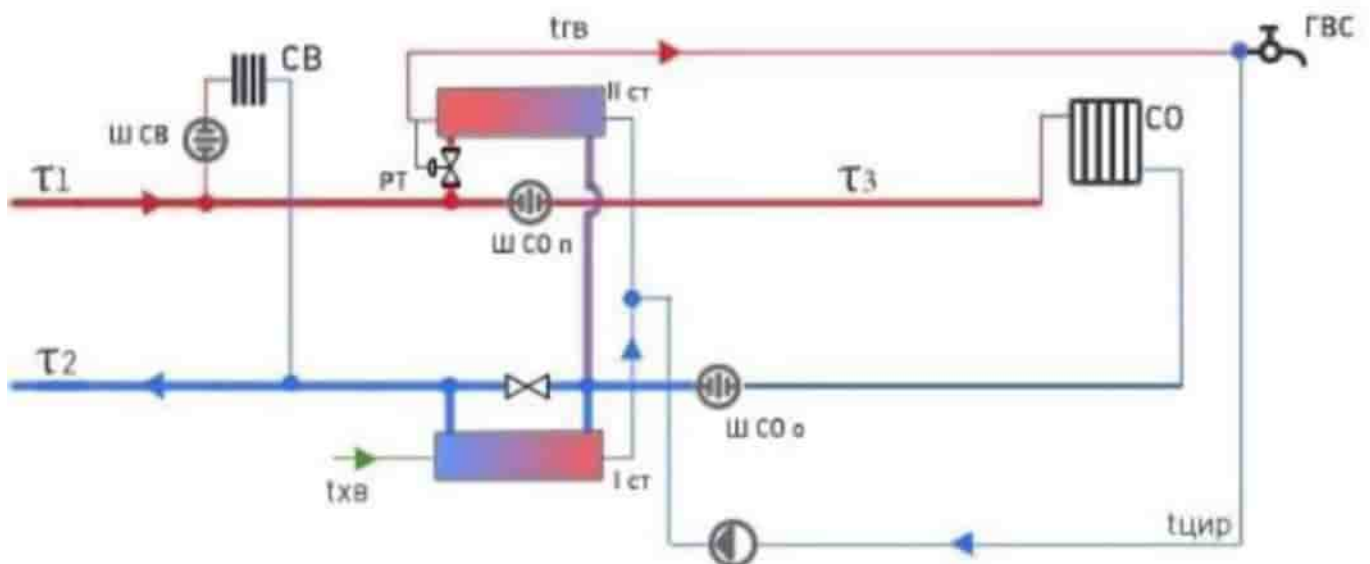 tгв
ГВС
СВ
II ст
СО
Ш СВ
τ1
РТ
τ3
Ш СО п
τ2
Ш СО о
I ст
tхв
tцир